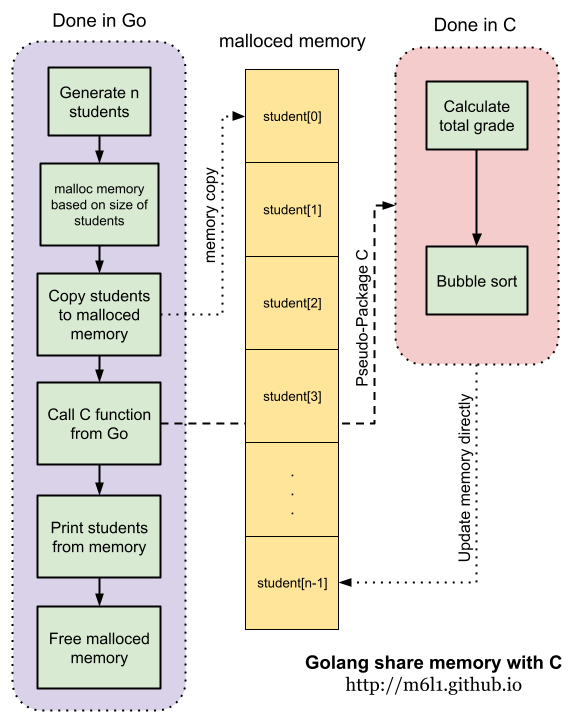 Done in Go
Generate n
students
malloc memory
based on size of
students
Copy students
to malloced
memory
Call C function
from Go
Print students
from memory
Free malloced
memory
memory copy
malloced memory
student[0]
student[1]
student[2]
student[3]
.
.
.
student[n-1]
Pseudo-Package C
Done in C
Calculate
total grade
Bubble sort
Update memory directly
Golang share memory with C
http://m6l1.github.io